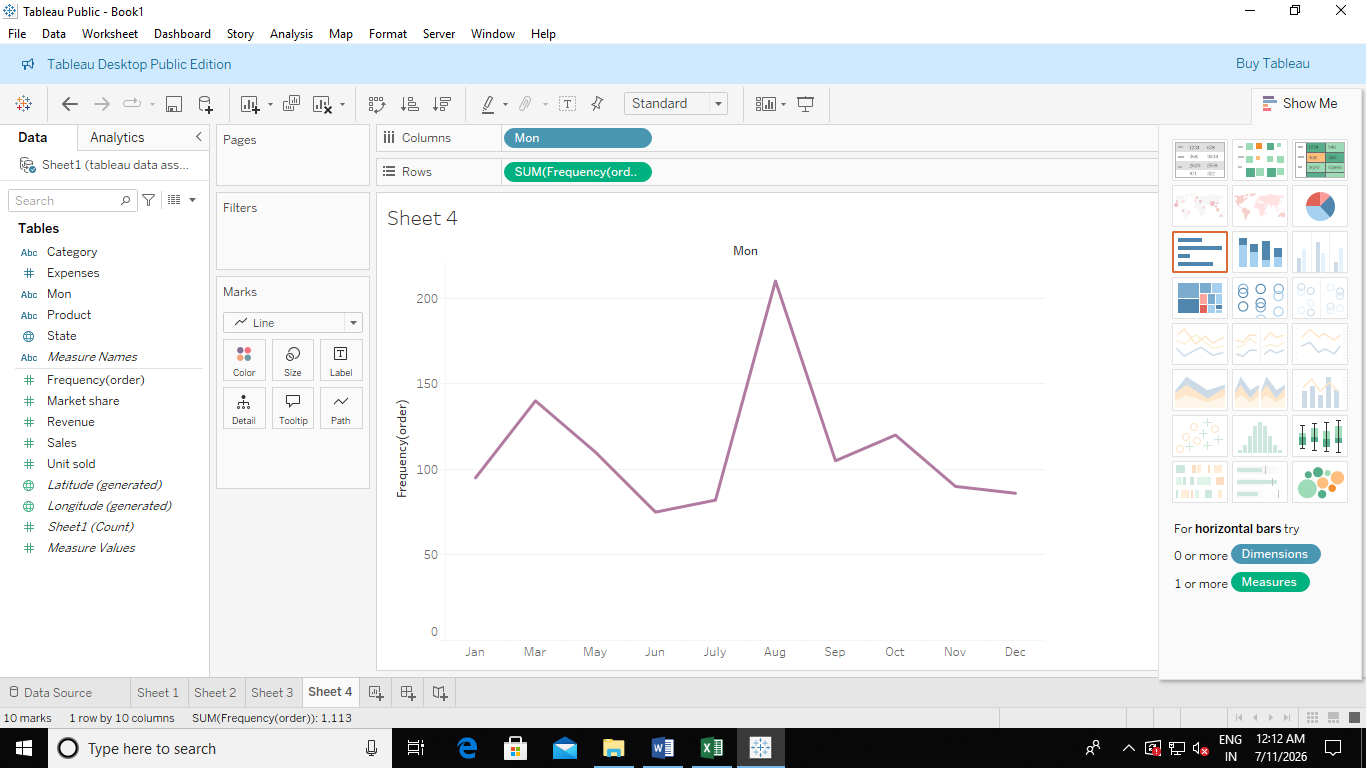 Tableau Public - Book1
File Data Worksheet Dashboard Story Analysis Map Format Server Window Help
Tableau Desktop Public Edition
Buy Tableau
Standard
Show Me
Data
Analytics
Sheet1 (tableau data ass...
Search
Tables
Abc Category
# Expenses
Abc Mon
Abc Product
State
Abc Measure Names
# Frequency(order)
# Market share
# Revenue
# Sales
# Unit sold
Latitude (generated)
Longitude (generated)
# Sheet1 (Count)
# Measure Values
Pages
Filters
Marks
Line
Color Size Label
Detail Tooltip Path
Columns Mon
Rows SUM(Frequency(ord..
Sheet 4
Mon
Frequency(order)
200
150
100
50
0
Jan Mar May Jun July Aug Sep Oct Nov Dec
For horizontal bars try
0 or more Dimensions
1 or more Measures
Data Source Sheet 1 Sheet 2 Sheet 3 Sheet 4
10 marks 1 row by 10 columns SUM(Frequency(order)): 1,113
Type here to search
ENG
IN
12:12 AM
7/11/2026